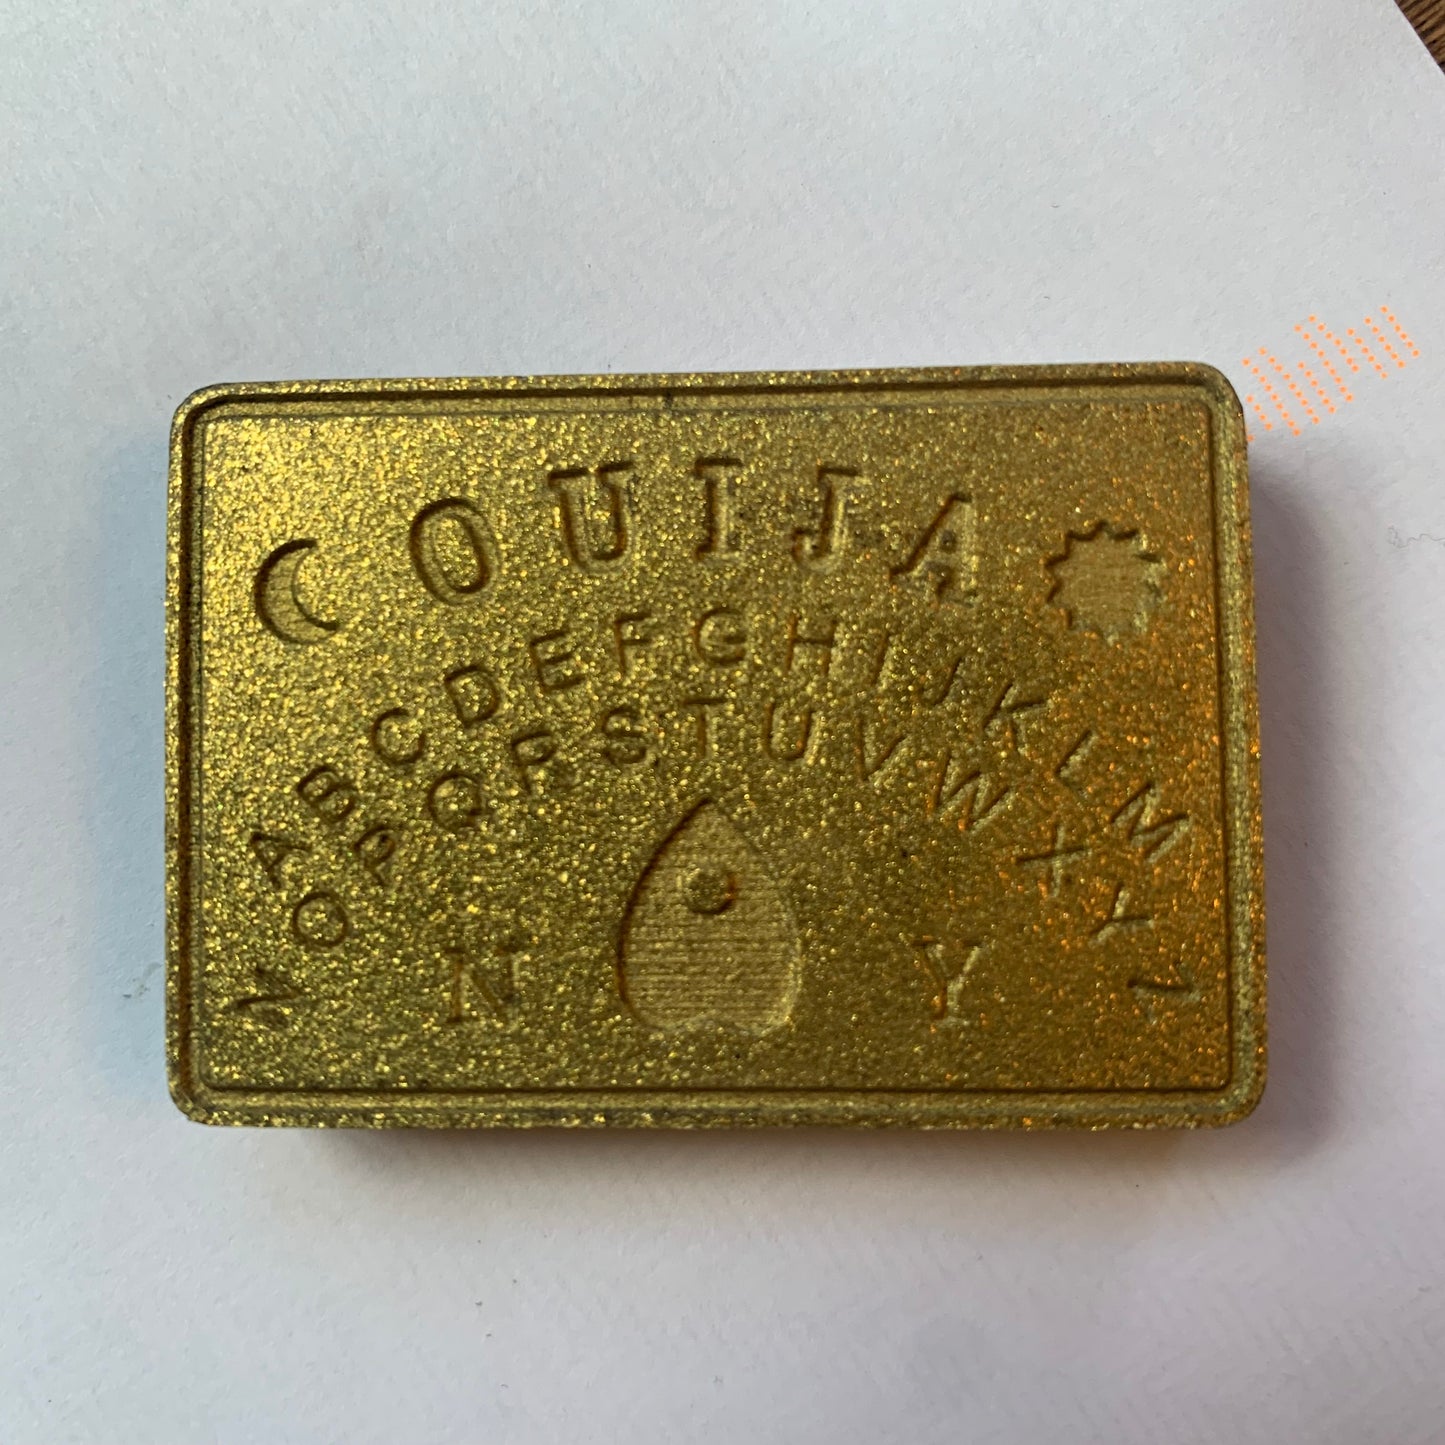 OUIJA
ABCDEFGHIJKLM
NOPQRSTUVWXYZ
N Y